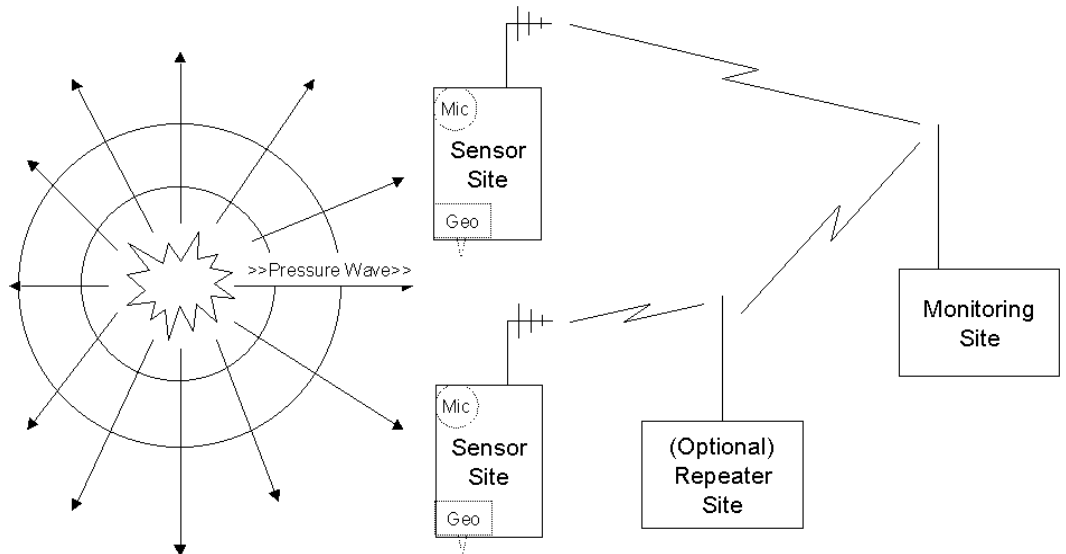 Mic
Sensor
Site
Geo
>>Pressure Wave>>
Monitoring
Site
Mic
Sensor
Site
Geo
(Optional)
Repeater
Site